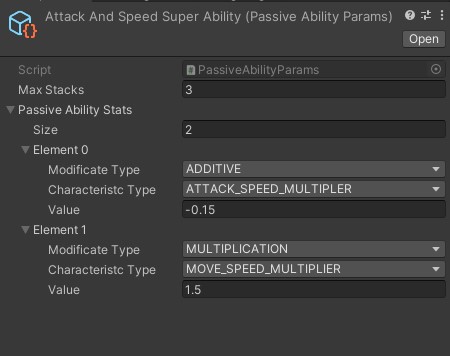 Attack And Speed Super Ability (Passive Ability Params)
Open
Script PassiveAbilityParams
Max Stacks 3
Passive Ability Stats
Size 2
Element 0
Modificate Type ADDITIVE
Characteristc Type ATTACK_SPEED_MULTIPLER
Value -0.15
Element 1
Modificate Type MULTIPLICATION
Characteristc Type MOVE_SPEED_MULTIPLIER
Value 1.5